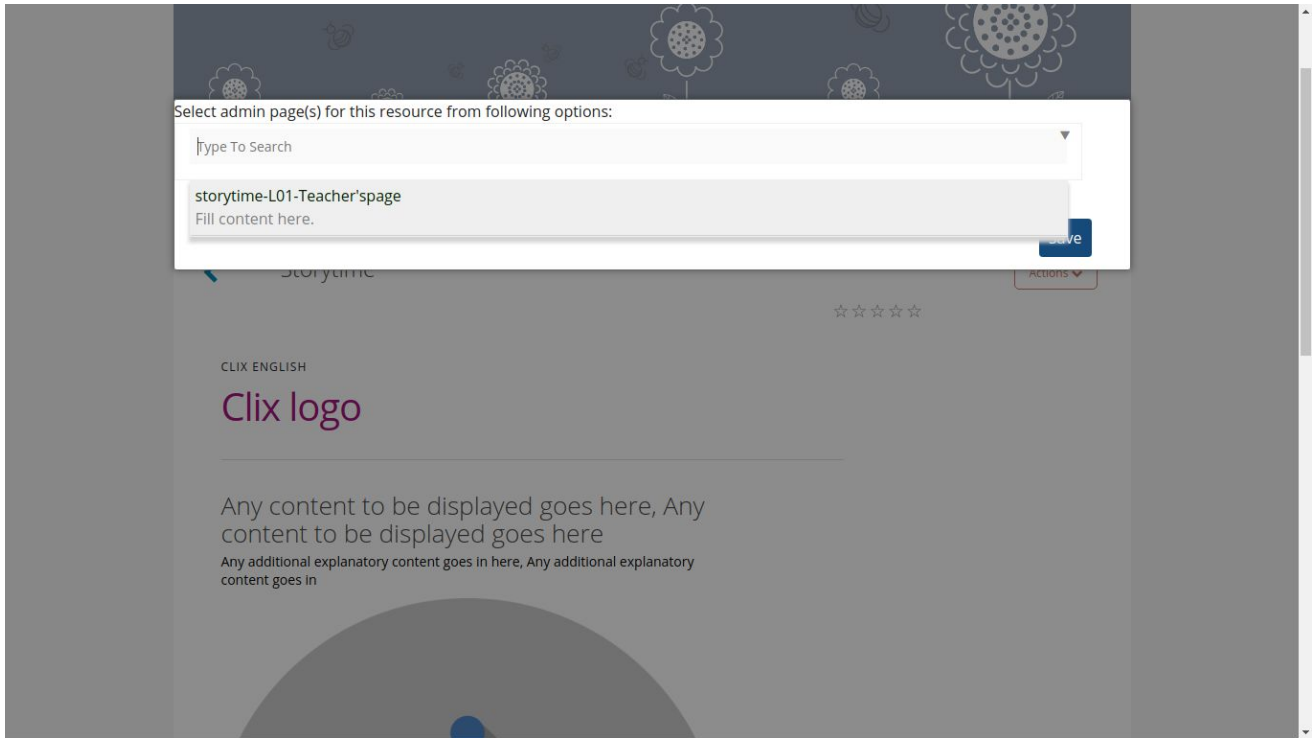 Select admin page(s) for this resource from following options:
Type To Search
storytime-L01-Teacher'spage
Fill content here.
Save
Storytime
Actions
CLIX ENGLISH
Clix logo
Any content to be displayed goes here, Any
content to be displayed goes here
Any additional explanatory content goes in here, Any additional explanatory
content goes in